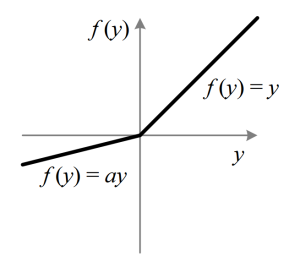 f(y)
f(y) = y
y
f(y) = ay